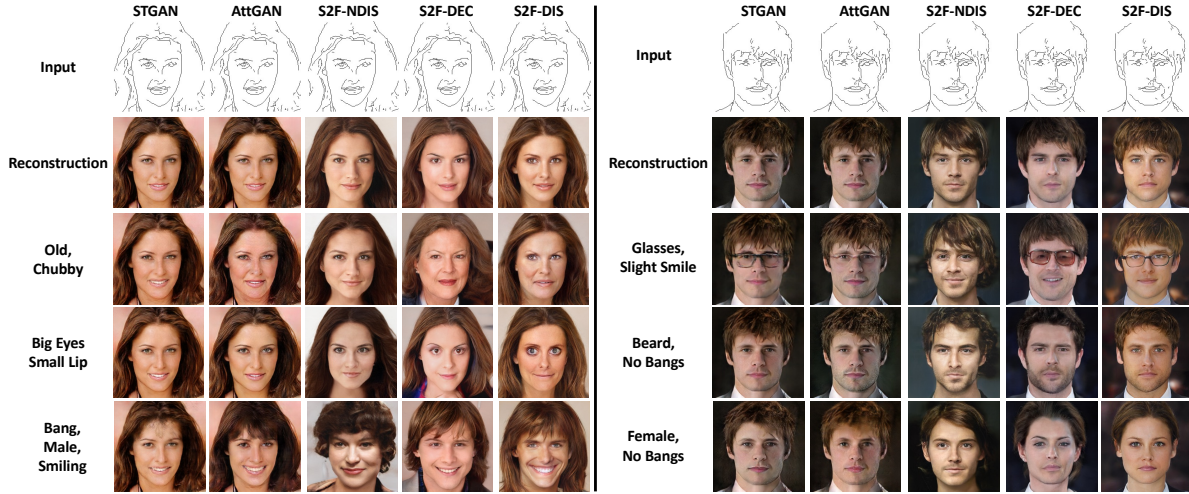 STGAN AttGAN S2F-NDIS S2F-DEC S2F-DIS
Input
Reconstruction
Old,
Chubby
Big Eyes
Small Lip
Bang,
Male,
Smiling
STGAN AttGAN S2F-NDIS S2F-DEC S2F-DIS
Input
Reconstruction
Glasses,
Slight Smile
Beard,
No Bangs
Female,
No Bangs